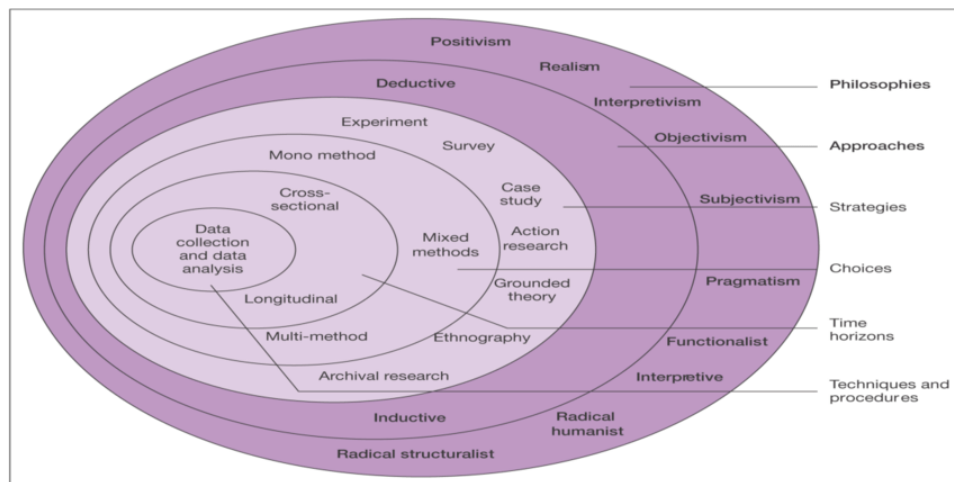 Positivism
Realism
Philosophies
Deductive
Interpretivism
Experiment
Objectivism
Approaches
Survey
Mono method
Case
study
Cross-
sectional
Subjectivism
Strategies
Data
collection
and data
analysis
Mixed
methods
Action
research
Choices
Grounded
theory
Pragmatism
Longitudinal
Time
horizons
Multi-method
Ethnography
Functionalist
Archival research
Interpretive
Techniques and
procedures
Inductive
Radical
humanist
Radical structuralist